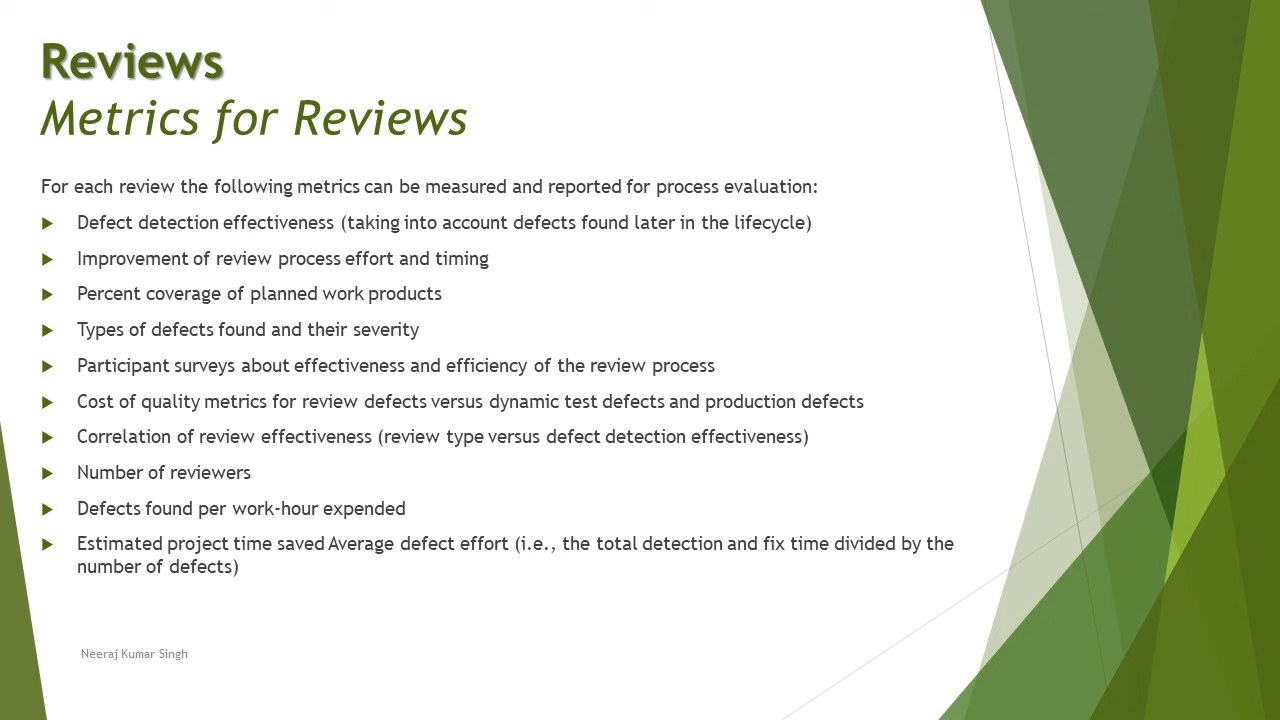 Reviews
Metrics for Reviews
For each review the following metrics can be measured and reported for process evaluation:
Defect detection effectiveness (taking into account defects found later in the lifecycle)
Improvement of review process effort and timing
Percent coverage of planned work products
Types of defects found and their severity
Participant surveys about effectiveness and efficiency of the review process
Cost of quality metrics for review defects versus dynamic test defects and production defects
Correlation of review effectiveness (review type versus defect detection effectiveness)
Number of reviewers
Defects found per work-hour expended
Estimated project time saved Average defect effort (i.e., the total detection and fix time divided by the
number of defects)
Neeraj Kumar Singh